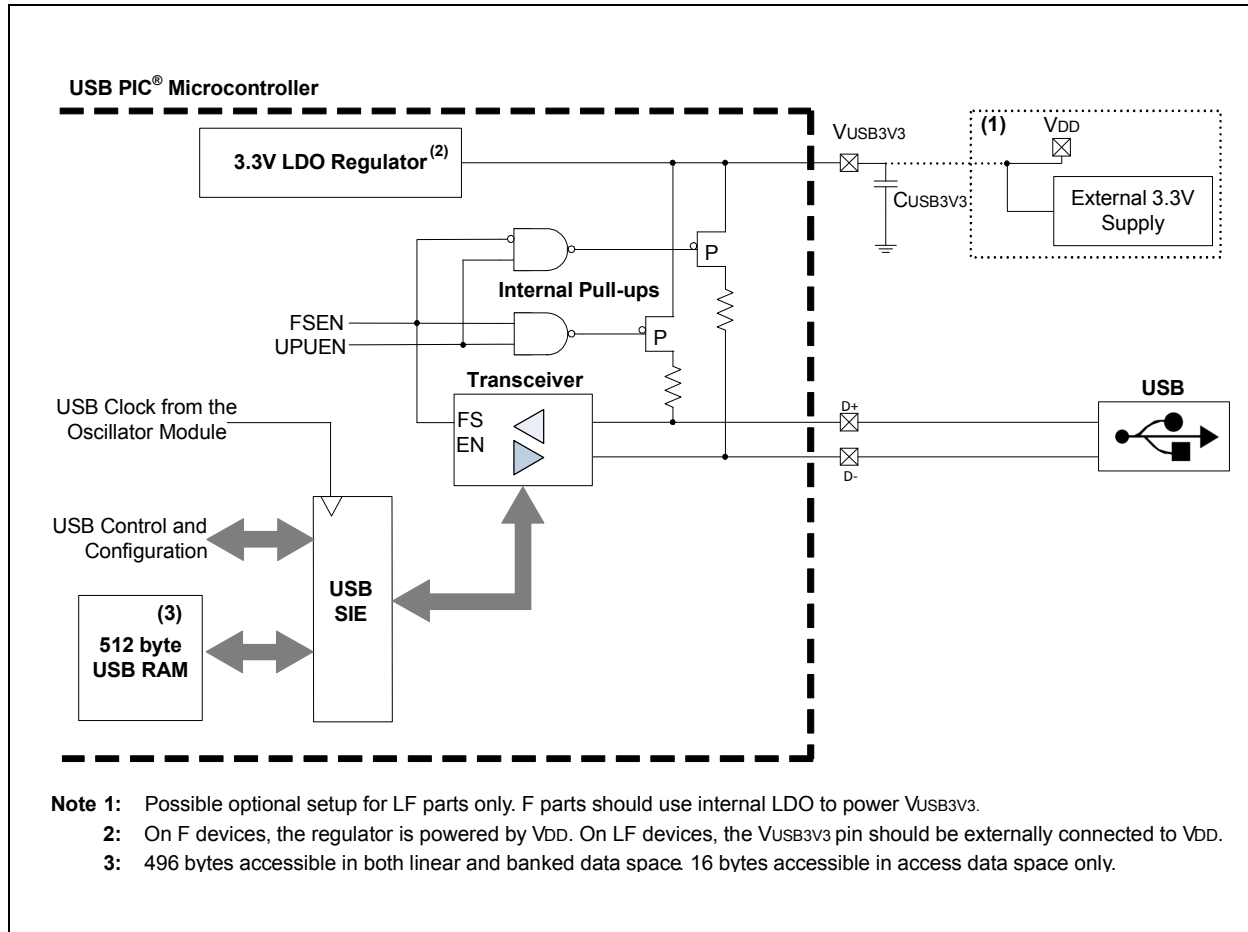 USB PIC® Microcontroller
3.3V LDO Regulator(2)
VUSB3V3
(1)
VDD
CUSB3V3
External 3.3V
Supply
P
Internal Pull-ups
FSEN
UPUEN
P
Transceiver
USB Clock from the
Oscillator Module
FS
EN
D+
D-
USB
USB Control and
Configuration
USB
SIE
(3)
512 byte
USB RAM
Note 1: Possible optional setup for LF parts only. F parts should use internal LDO to power VUSB3V3.
2: On F devices, the regulator is powered by VDD. On LF devices, the VUSB3V3 pin should be externally connected to VDD.
3: 496 bytes accessible in both linear and banked data space. 16 bytes accessible in access data space only.